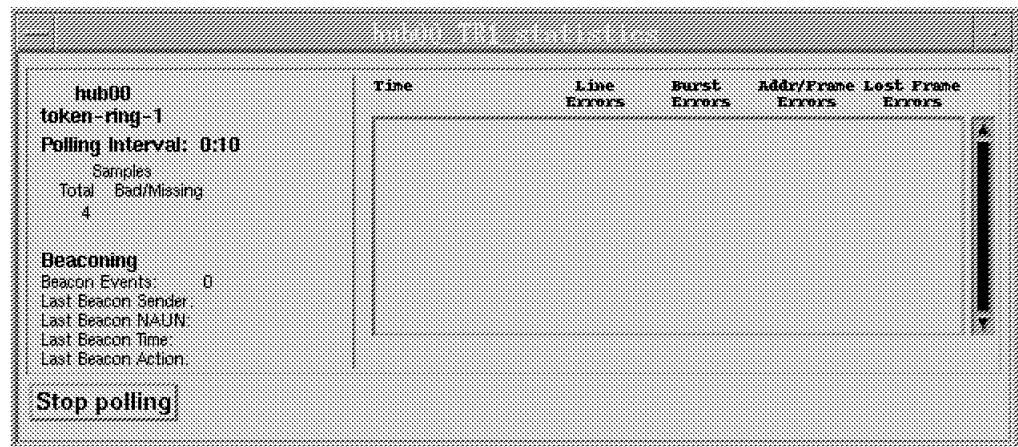 hub00 TR1 statistics
hub00
token-ring-1
Polling Interval: 0:10
Samples
Total Bad/Missing
4
Beaconing
Beacon Events: 0
Last Beacon Sender:
Last Beacon NAUN:
Last Beacon Time:
Last Beacon Action:
Time Line Burst Addr/Frame Lost Frame
Errors Errors Errors Errors
Stop polling